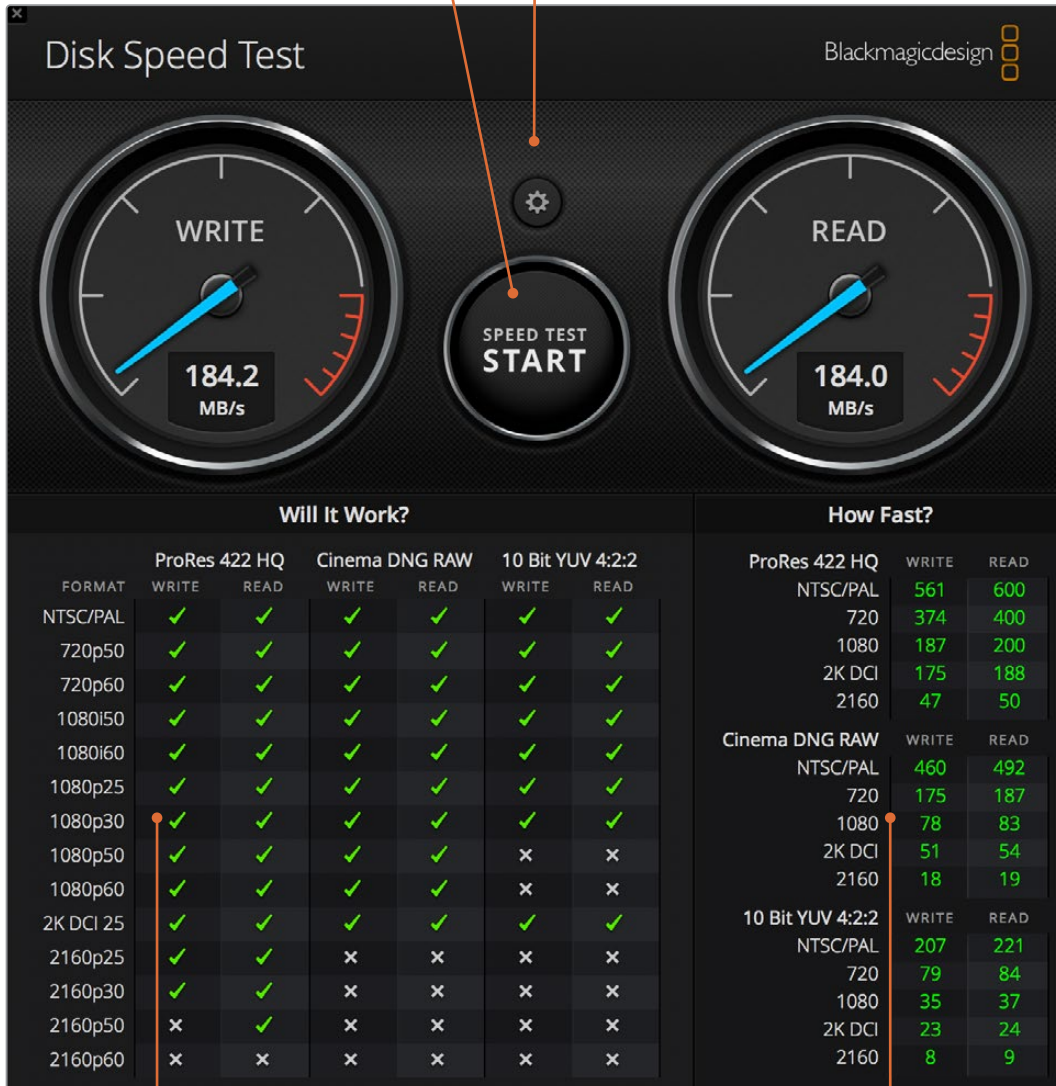 Disk Speed Test
Blackmagicdesign
WRITE
184.2
MB/s
SPEED TEST
START
READ
184.0
MB/s
Will It Work?
ProRes 422 HQ Cinema DNG RAW 10 Bit YUV 4:2:2
FORMAT WRITE READ WRITE READ WRITE READ
NTSC/PAL
720p50
720p60
1080i50
1080i60
1080p25
1080p30
1080p50
1080p60
2K DCI 25
2160p25
2160p30
2160p50
2160p60
How Fast?
ProRes 422 HQ WRITE READ
NTSC/PAL 561 600
720 374 400
1080 187 200
2K DCI 175 188
2160 47 50
Cinema DNG RAW WRITE READ
NTSC/PAL 460 492
720 175 187
1080 78 83
2K DCI 51 54
2160 18 19
10 Bit YUV 4:2:2 WRITE READ
NTSC/PAL 207 221
720 79 84
1080 35 37
2K DCI 23 24
2160 8 9